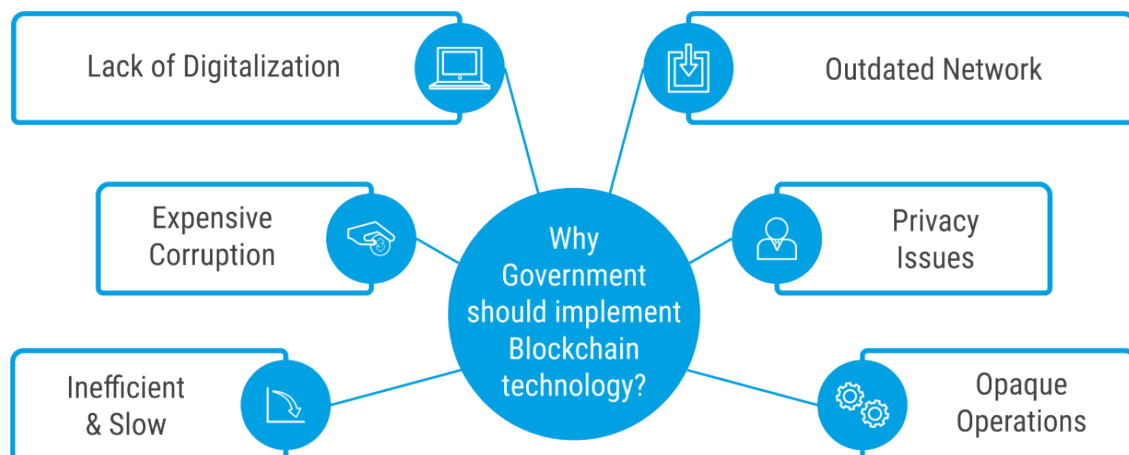 Lack of Digitalization
Outdated Network
Expensive
Corruption
Privacy
Issues
Why
Government
should implement
Blockchain
technology?
Inefficient
& Slow
Opaque
Operations